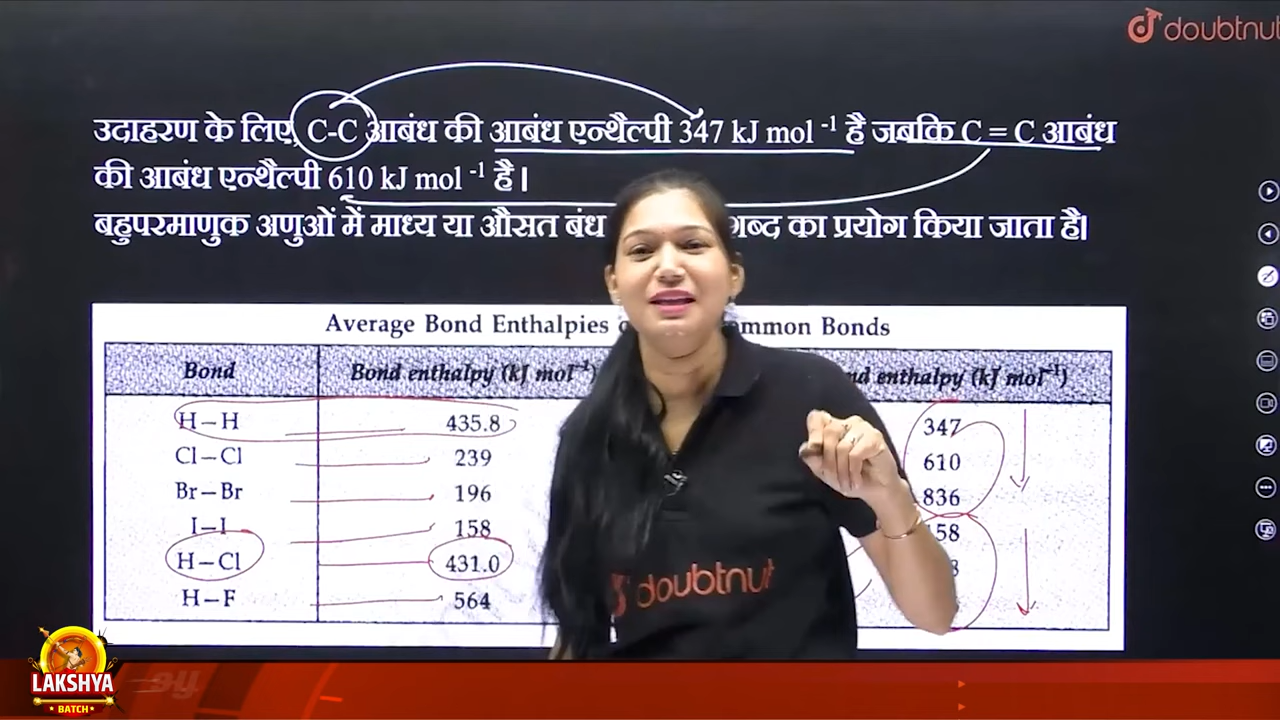 doubtnut
उदाहरण के लिए, C-C आबंध की आबंध एन्थैल्पी 347 kJ mol -1 है जबकि C = C आबंध
की आबंध एन्थैल्पी 610 kJ mol -1 है।
बहुपरमाणुक अणुओं में माध्य या औसत बंध शब्द का प्रयोग किया जाता है।
Average Bond Enthalpies Common Bonds
Bond Bond enthalpy (kJ mol-1) enthalpy (kJ mol-1)
H-H 435.8 347
Cl-Cl 239 610
Br-Br 196 836
I-I 158
H-Cl 431.0
H-F 564
doubtnut
LAKSHYA
BATCH